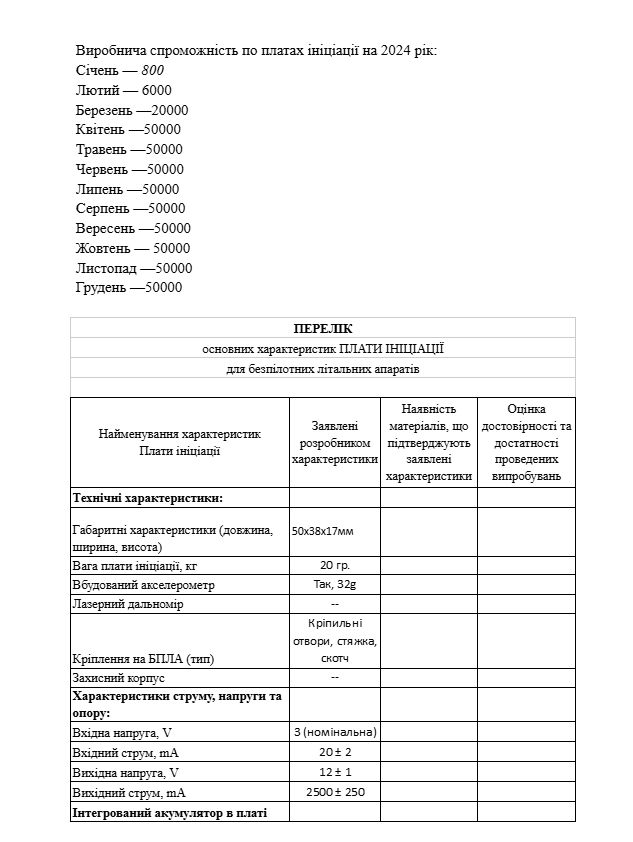 Виробнича спроможність по платах ініціації на 2024 рік:
Січень — 800
Лютий — 6000
Березень —20000
Квітень —50000
Травень —50000
Червень —50000
Липень —50000
Серпень —50000
Вересень —50000
Жовтень — 50000
Листопад —50000
Грудень —50000
ПЕРЕЛІК
основних характеристик ПЛАТИ ІНІЦІАЦІЇ
для безпілотних літальних апаратів
Найменування характеристик
Плати ініціації
Заявлені
розробником
характеристики
Наявність
матеріалів, що
підтверджують
заявлені
характеристики
Оцінка
достовірності та
достатності
проведених
випробувань
Технічні характеристики:
Габаритні характеристики (довжина,
ширина, висота)
50х38х17мм
Вага плати ініціації, кг
20 гр.
Вбудований акселерометр
Так, 32g
Лазерний дальномір
--
Кріплення на БПЛА (тип)
Кріпильні
отвори, стяжка,
скотч
Захисний корпус
--
Характеристики струму, напруги та
опору:
Вхідна напруга, V
3 (номінальна)
Вхідний струм, mA
20 ± 2
Вихідна напруга, V
12 ± 1
Вихідний струм, mA
2500 ± 250
Інтегрований акумулятор в платі